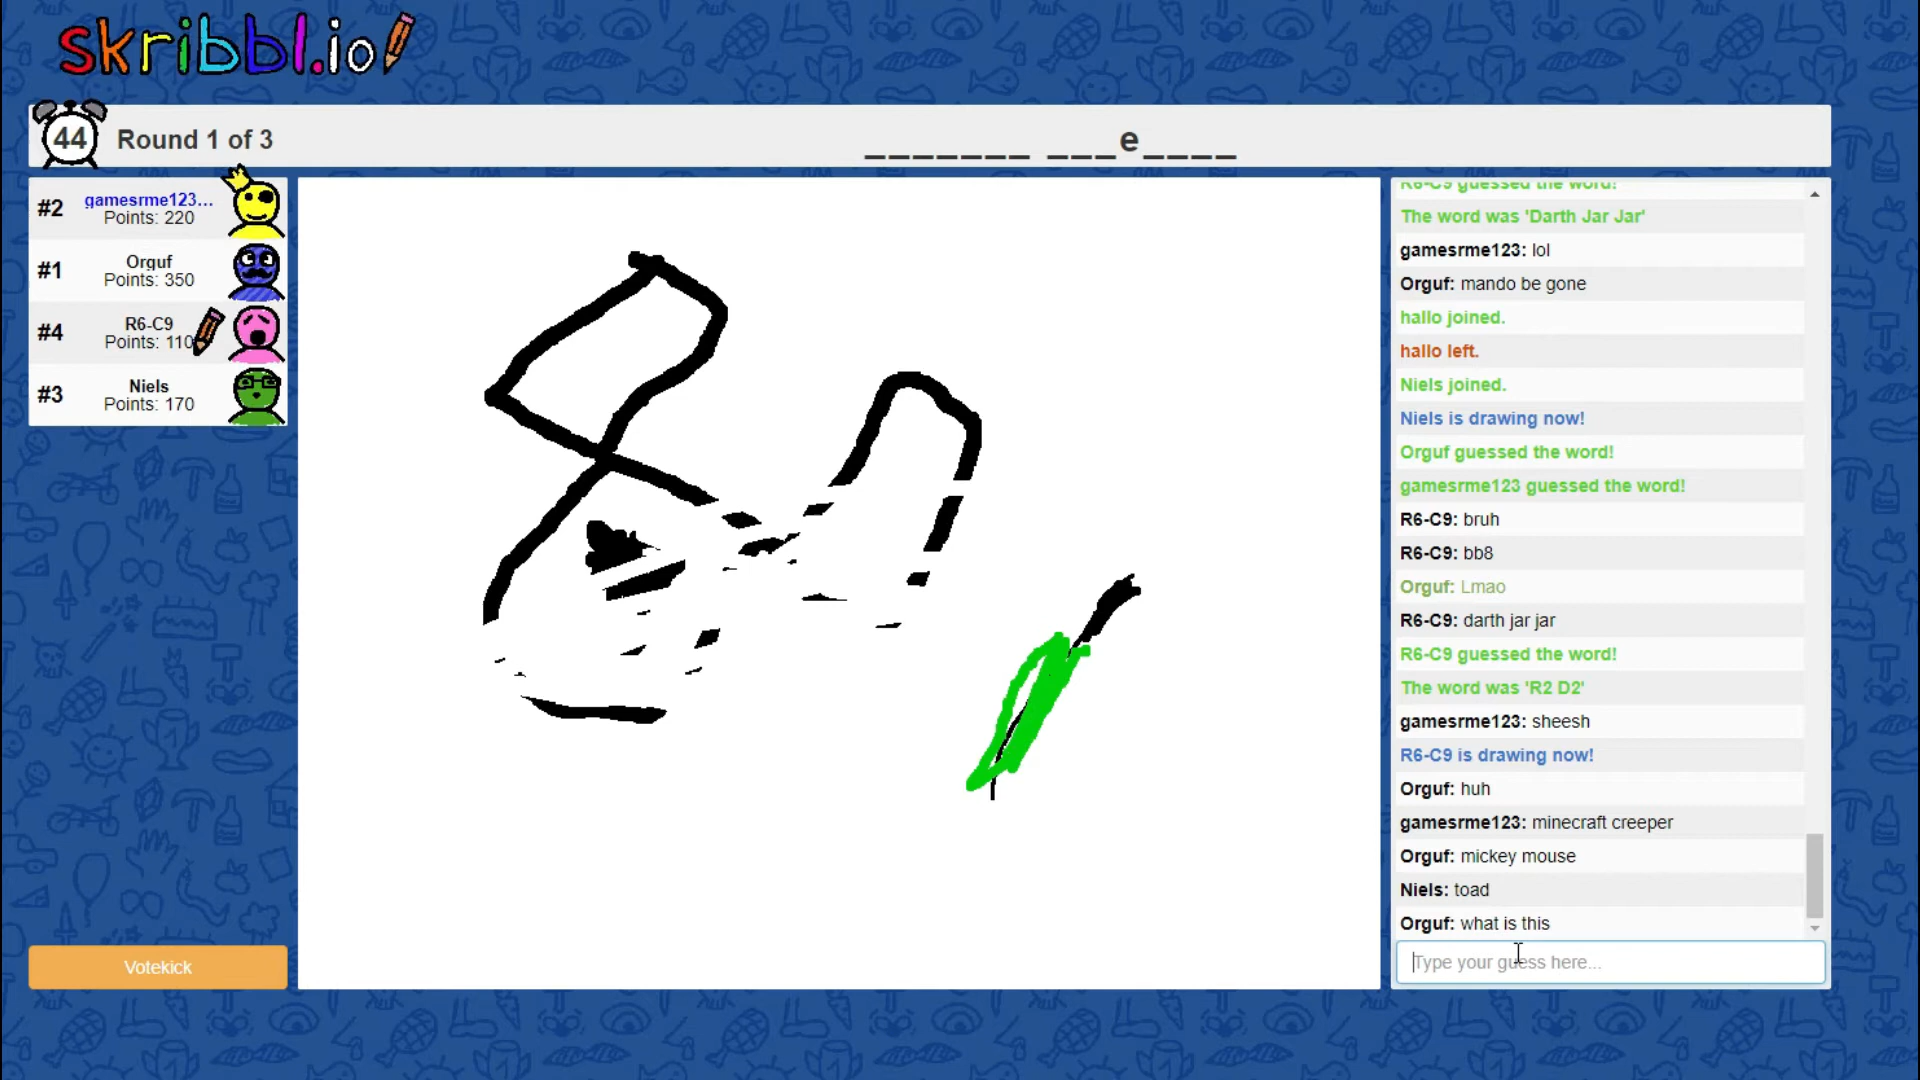 skribbl.io
44
Round 1 of 3
_______ ___e____
#2
gamesrme123...
Points: 220
#1
Orguf
Points: 350
#4
R6-C9
Points: 110
#3
Niels
Points: 170
Votekick
R6-C9 guessed the word!
The word was 'Darth Jar Jar'
gamesrme123: lol
Orguf: mando be gone
hallo joined.
hallo left.
Niels joined.
Niels is drawing now!
Orguf guessed the word!
gamesrme123 guessed the word!
R6-C9: bruh
R6-C9: bb8
Orguf: Lmao
R6-C9: darth jar jar
R6-C9 guessed the word!
The word was 'R2 D2'
gamesrme123: sheesh
R6-C9 is drawing now!
Orguf: huh
gamesrme123: minecraft creeper
Orguf: mickey mouse
Niels: toad
Orguf: what is this
Type your guess here...